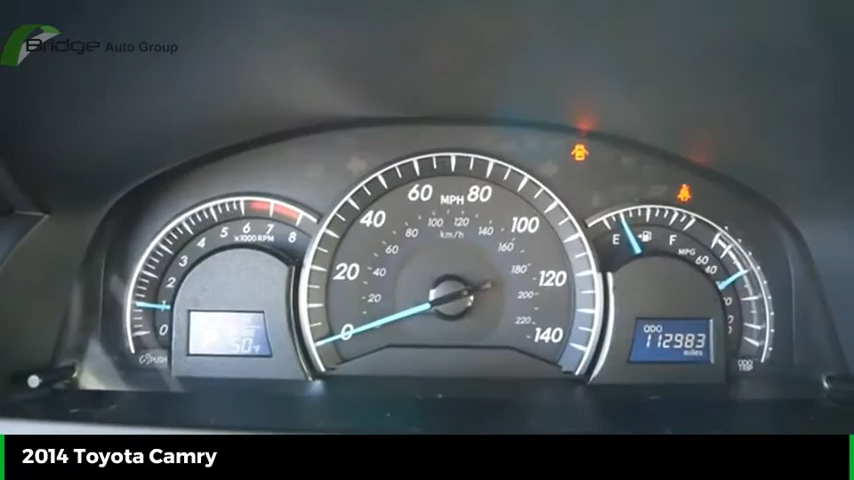 Bridge Auto Group
0 1 2 3 4 5 6 7 8
x1000 RPM
PUSH
50°F
0 20 40 60 80 100 120 140
MPH
20 40 60 80 100 120 140 160 180 200 220
km/h
E F
MPG
60
40
ODO
112983
miles
ODO
TRIP
2014 Toyota Camry